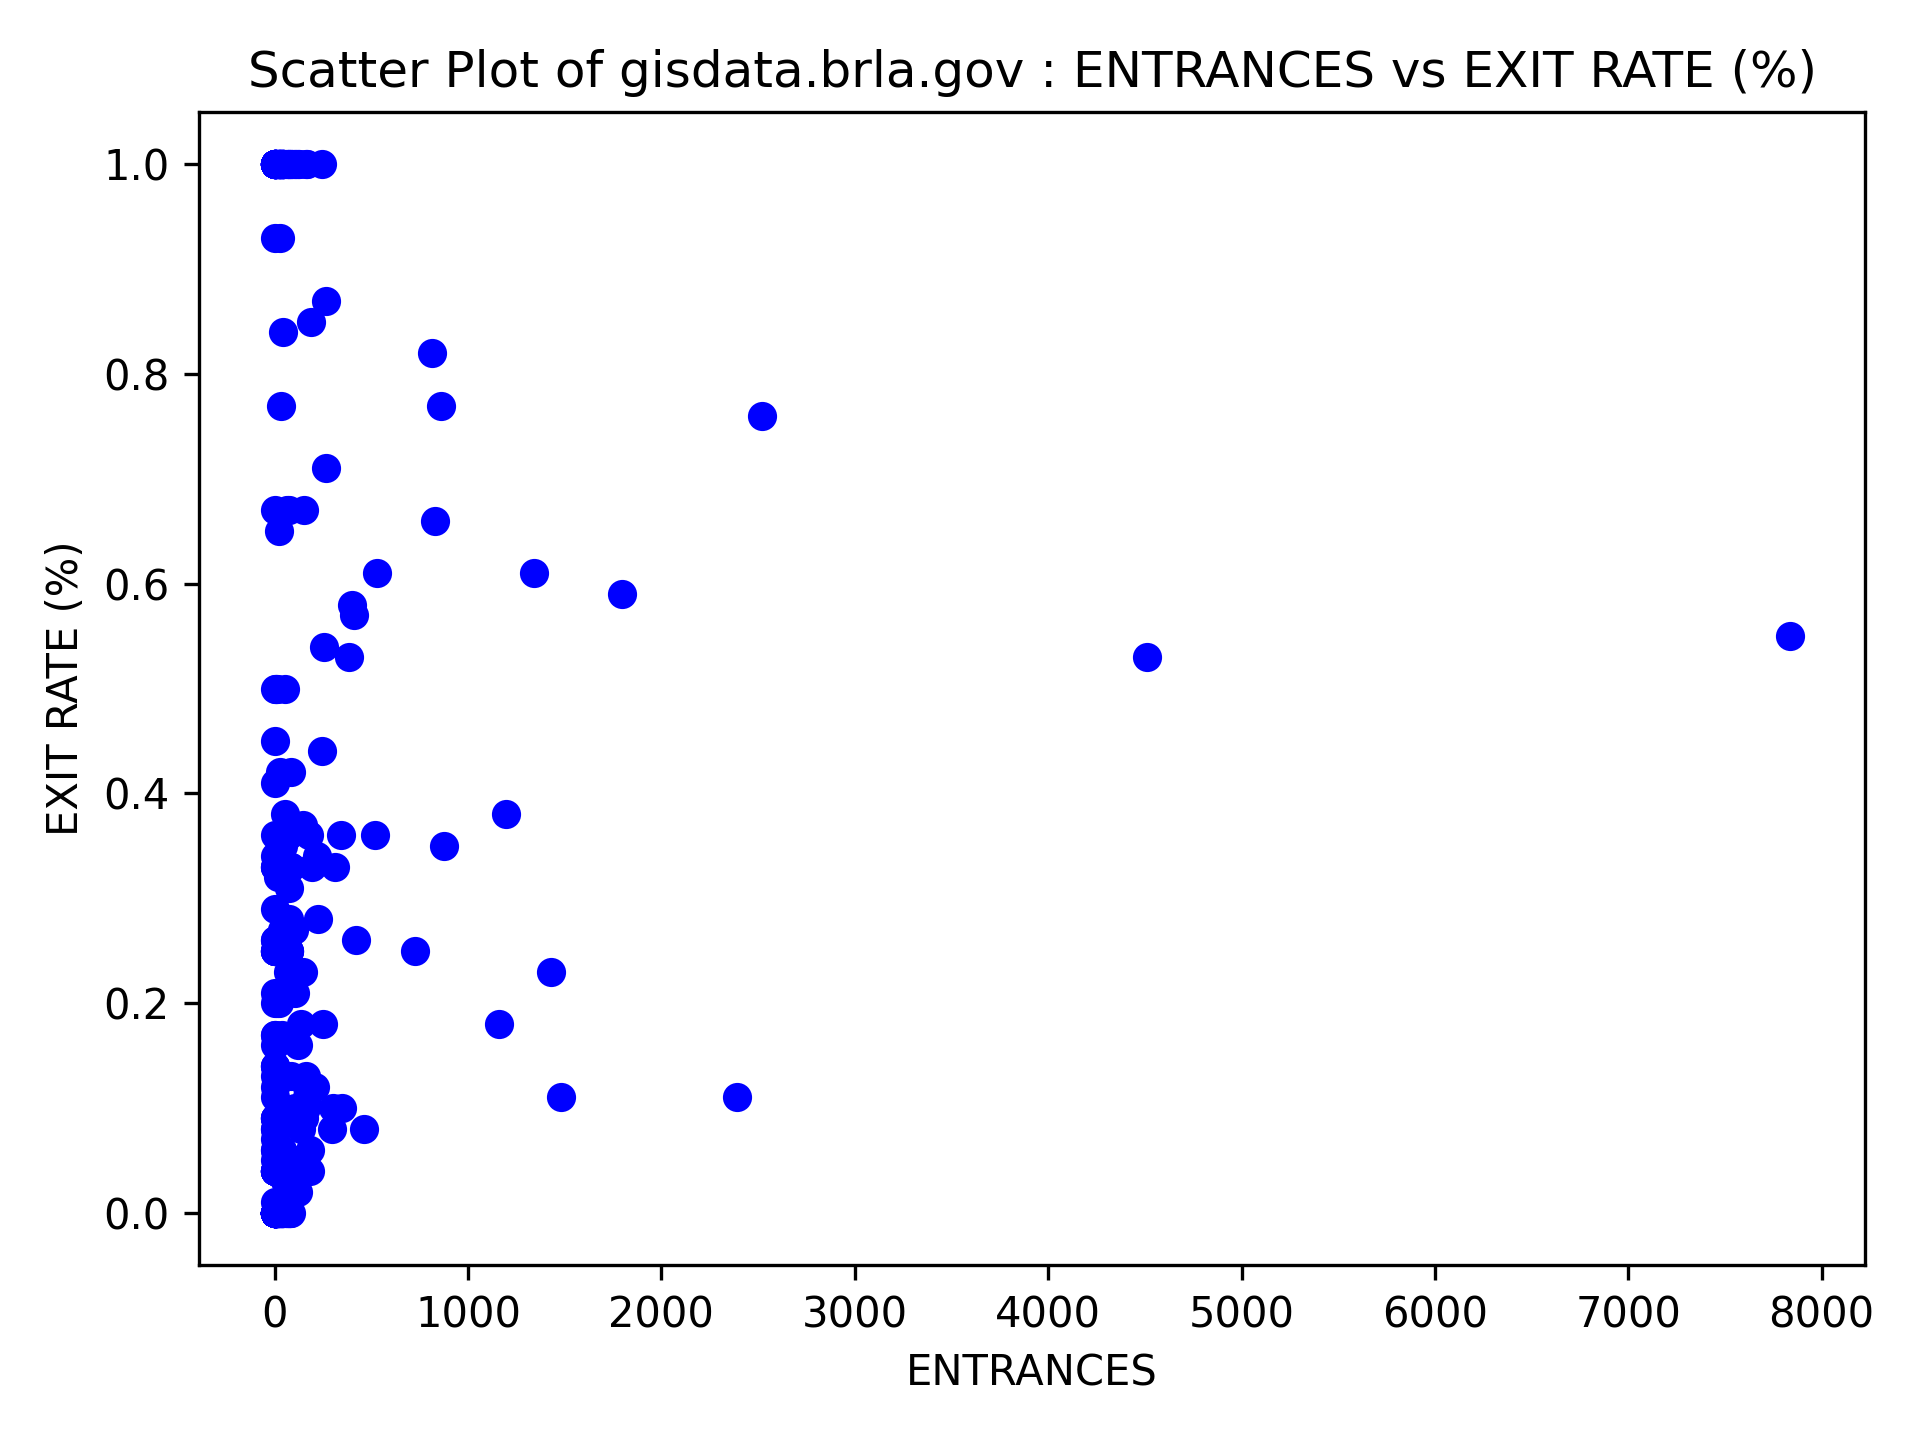 Scatter Plot of gisdata.brla.gov : ENTRANCES vs EXIT RATE (%)
1.0
0.8
0.6
0.4
0.2
0.0
EXIT RATE (%)
0 1000 2000 3000 4000 5000 6000 7000 8000
ENTRANCES